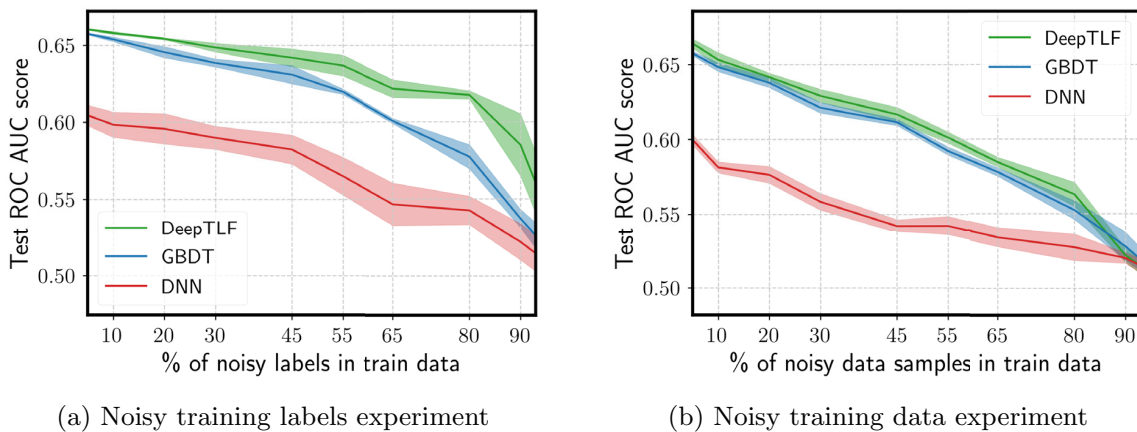 Test ROC AUC score
0.65
0.60
0.55
0.50
DeepTLF
GBDT
DNN
10 20 30 45 55 65 80 90
% of noisy labels in train data
(a) Noisy training labels experiment
Test ROC AUC score
0.65
0.60
0.55
0.50
DeepTLF
GBDT
DNN
10 20 30 45 55 65 80 90
% of noisy data samples in train data
(b) Noisy training data experiment